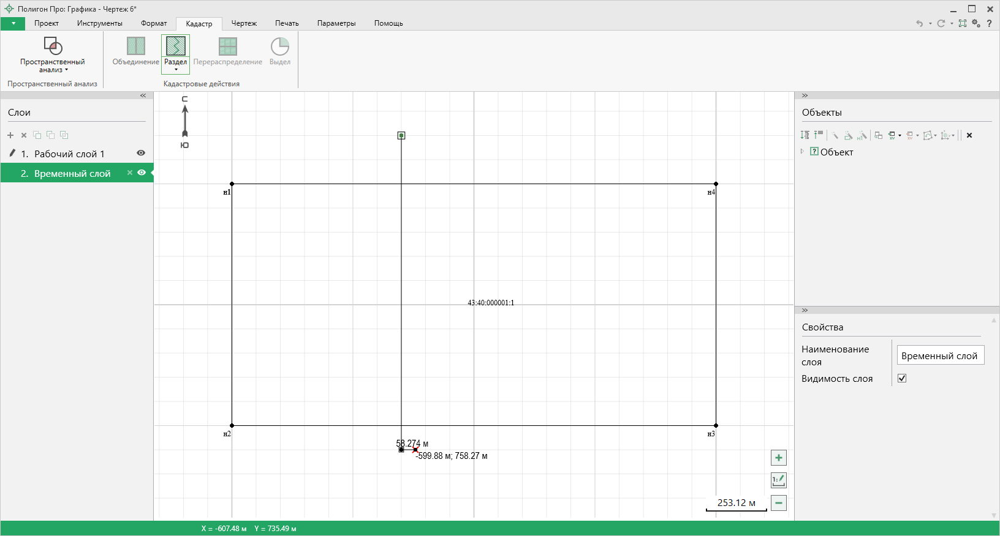 Полигон Про: Графика - Чертеж 6*
Проект Инструменты Формат Кадастр Чертеж Печать Параметры Помощь
?
Пространственный
анализ
Объединение Раздел Перераспределение Выдел
Пространственный анализ Кадастровые действия
Слои
1. Рабочий слой 1
2. Временный слой
С
Ю
н1
н4
43:40:000001:1
н2
н3
58.274 м
-599.88 м; 758.27 м
253.12 м
Объекты
? Объект
Свойства
Наименование
слоя
Временный слой
Видимость слоя
X = -607.48 м Y = 735.49 м